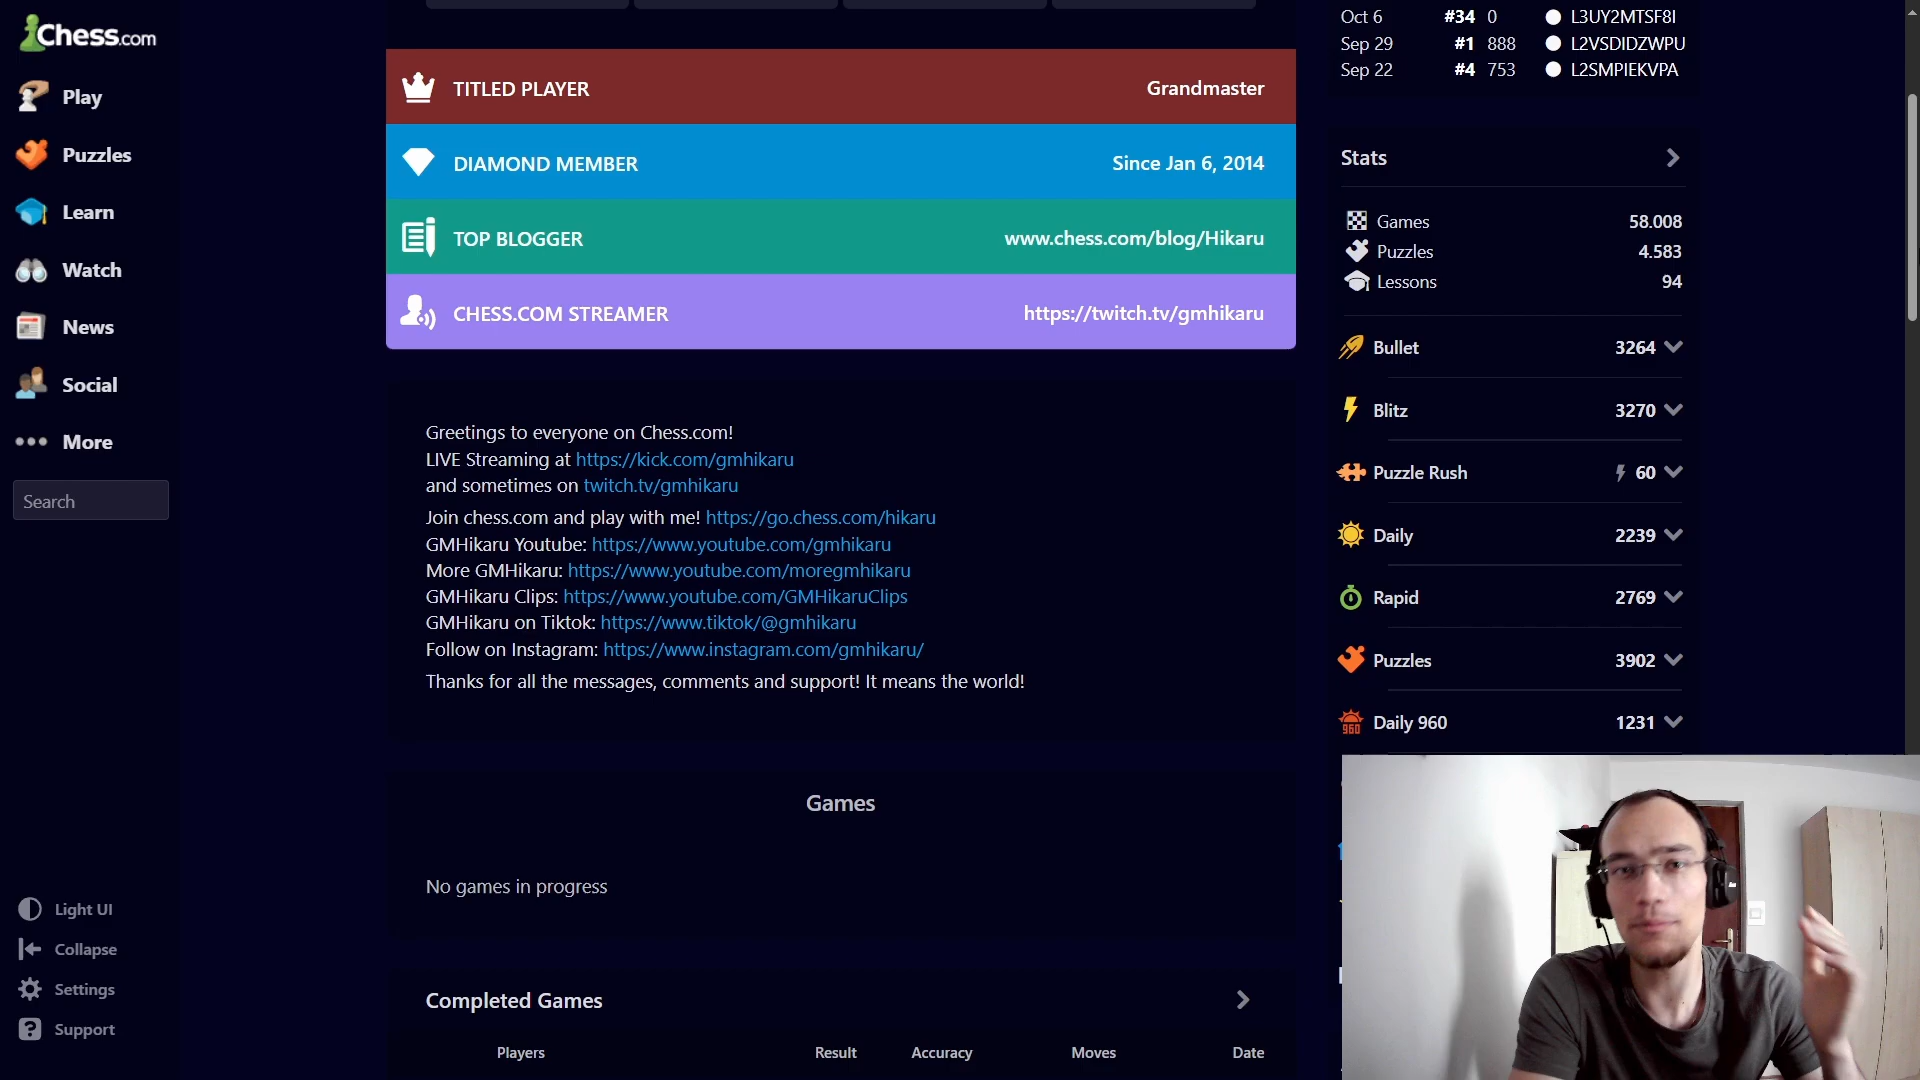 Chess.com
Play
Puzzles
Learn
Watch
News
Social
More
Search
Light UI
Collapse
Settings
Support
TITLED PLAYER Grandmaster
DIAMOND MEMBER Since Jan 6, 2014
TOP BLOGGER www.chess.com/blog/Hikaru
CHESS.COM STREAMER https://twitch.tv/gmhikaru
Greetings to everyone on Chess.com!
LIVE Streaming at https://kick.com/gmhikaru
and sometimes on twitch.tv/gmhikaru
Join chess.com and play with me! https://go.chess.com/hikaru
GMHikaru Youtube: https://www.youtube.com/gmhikaru
More GMHikaru: https://www.youtube.com/moregmhikaru
GMHikaru Clips: https://www.youtube.com/GMHikaruClips
GMHikaru on Tiktok: https://www.tiktok/@gmhikaru
Follow on Instagram: https://www.instagram.com/gmhikaru/
Thanks for all the messages, comments and support! It means the world!
Games
No games in progress
Completed Games
Players Result Accuracy Moves Date
Oct 6 #34 0 L3UY2MTSF8I
Sep 29 #1 888 L2VSDIDZWPU
Sep 22 #4 753 L2SMPIEKVPA
Stats
Games 58.008
Puzzles 4.583
Lessons 94
Bullet 3264
Blitz 3270
Puzzle Rush 60
Daily 2239
Rapid 2769
Puzzles 3902
960 Daily 960 1231